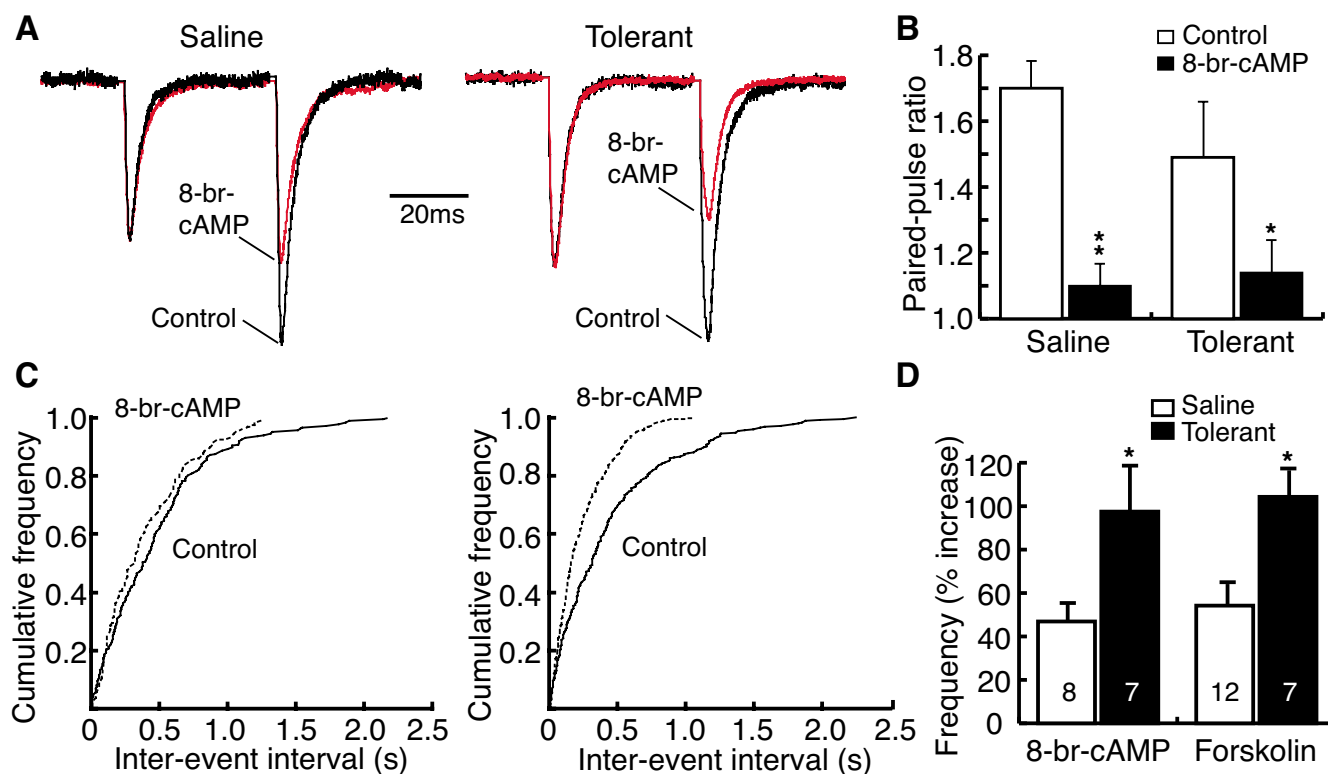 A
Saline
Tolerant
8-br-
cAMP
Control
20ms
8-br-
cAMP
Control
B
Control
8-br-cAMP
Paired-pulse ratio
1.8
1.6
1.4
1.2
1.0
**
*
Saline
Tolerant
C
8-br-cAMP
Control
Cumulative frequency
1.0
0.8
0.6
0.4
0.2
0 0.5 1.0 1.5 2.0 2.5
Inter-event interval (s)
8-br-cAMP
Control
Cumulative frequency
1.0
0.8
0.6
0.4
0.2
0 0.5 1.0 1.5 2.0 2.5
Inter-event interval (s)
D
Saline
Tolerant
Frequency (% increase)
120
100
80
60
40
20
0
* *
8 7 12 7
8-br-cAMP Forskolin